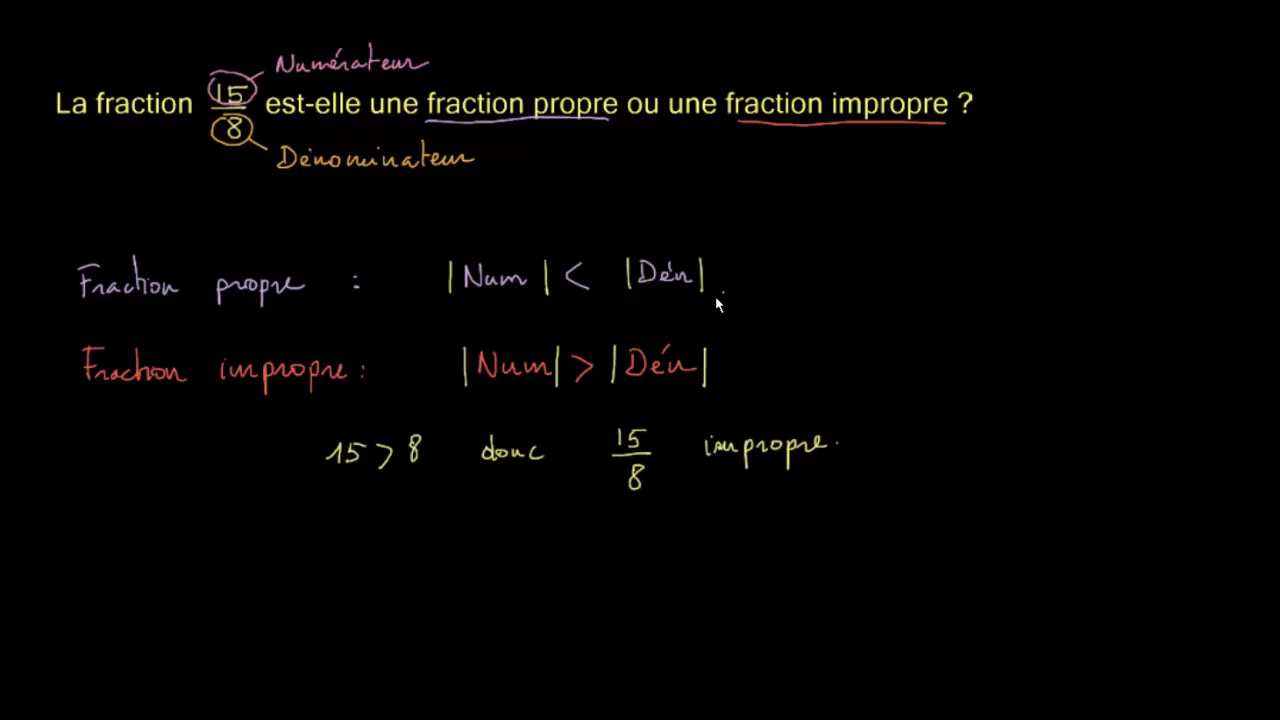 Numérateur
La fraction 15/8 est-elle une fraction propre ou une fraction impropre ?
Dénominateur
Fraction propre : |Num| < |Dén|.
Fraction impropre : |Num| > |Dén|
15 > 8 donc 15/8 impropre.